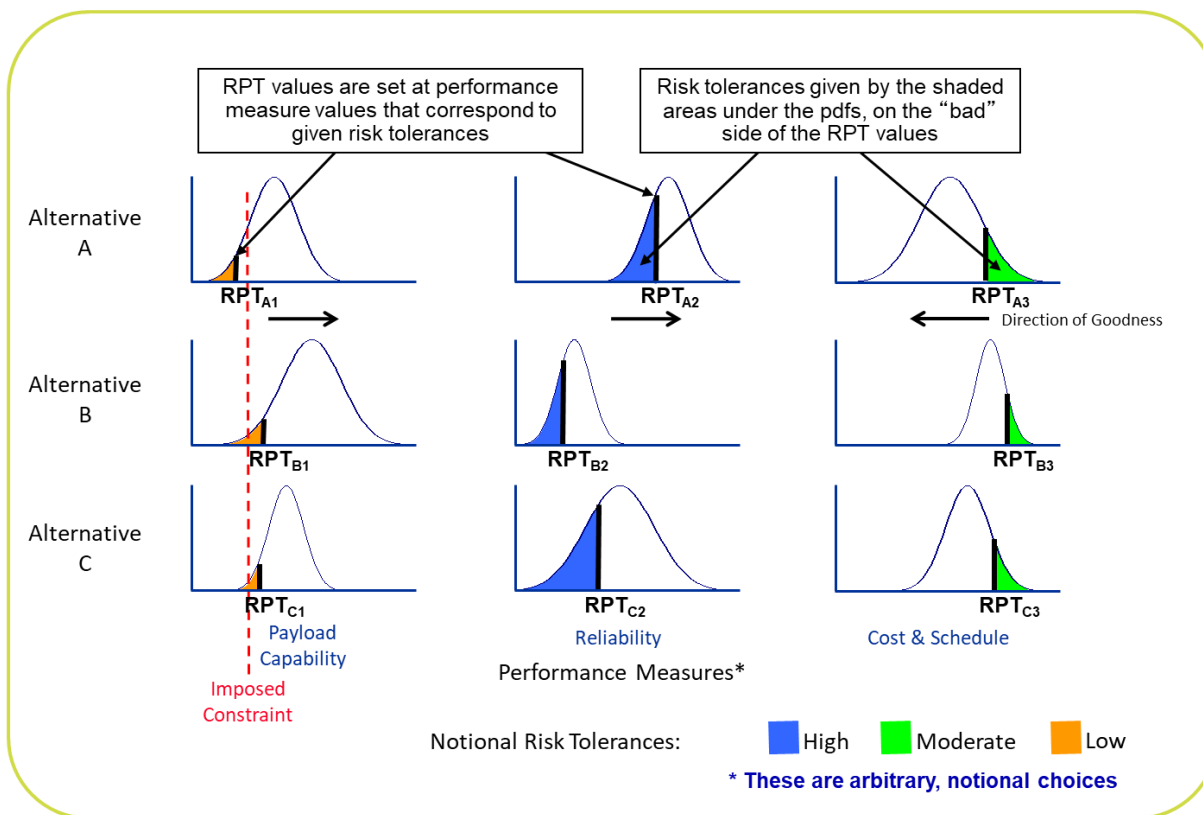 RPT values are set at performance
measure values that correspond to
given risk tolerances
Risk tolerances given by the shaded
areas under the pdfs, on the “bad”
side of the RPT values
Alternative
A
RPTA1
RPTA2
RPTA3
Direction of Goodness
Alternative
B
RPTB1
RPTB2
RPTB3
Alternative
C
RPTC1
RPTC2
RPTC3
Payload
Capability
Reliability
Cost & Schedule
Performance Measures*
Imposed
Constraint
Notional Risk Tolerances:
High
Moderate
Low
* These are arbitrary, notional choices